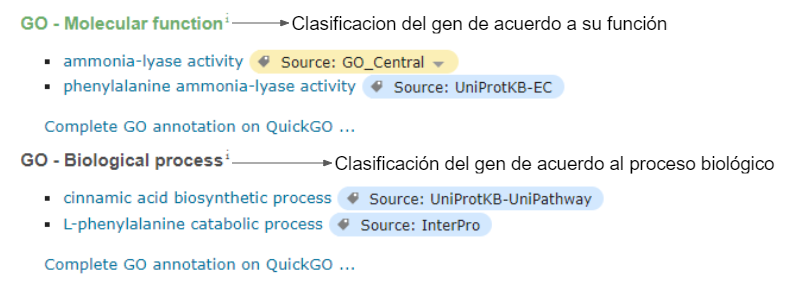 GO - Molecular functionⁱ Clasificacion del gen de acuerdo a su función
ammonia-lyase activity Source: GO_Central
phenylalanine ammonia-lyase activity Source: UniProtKB-EC
Complete GO annotation on QuickGO ...
GO - Biological processⁱ Clasificación del gen de acuerdo al proceso biológico
cinnamic acid biosynthetic process Source: UniProtKB-UniPathway
L-phenylalanine catabolic process Source: InterPro
Complete GO annotation on QuickGO ...